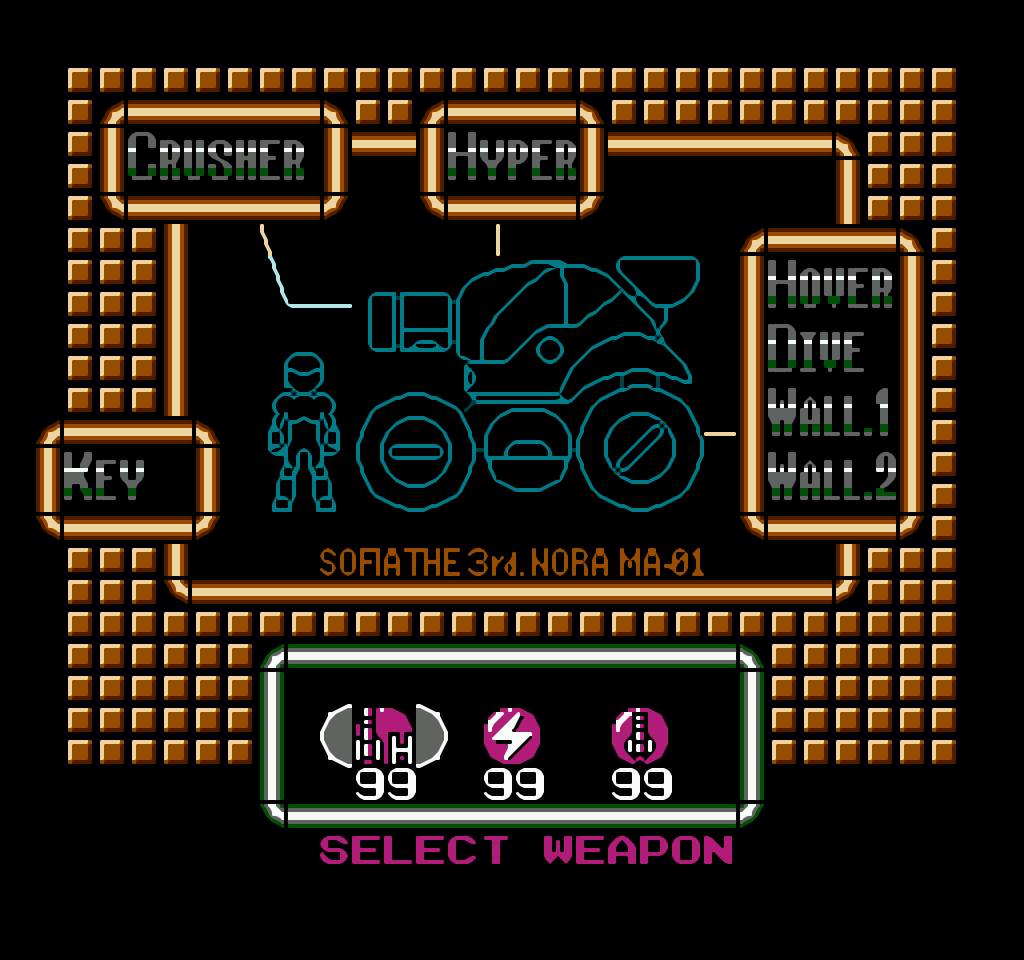 CRUSHER
HYPER
HOVER
DIVE
WALL.1
WALL.2
KEY
SOFIA THE 3rd. NORA MA-01
H
99 99 99
SELECT WEAPON